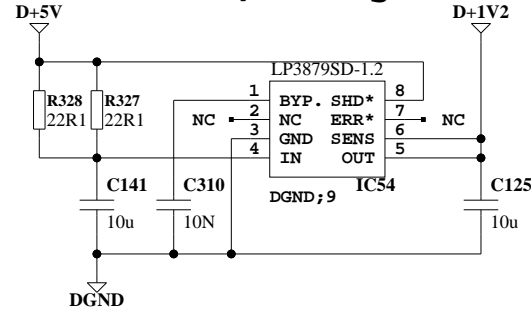 D+5V
D+1V2
LP3879SD-1.2
R328
22R1
R327
22R1
1 BYP. SHD* 8
NC 2 NC ERR* 7 NC
3 GND SENS 6
4 IN OUT 5
C141
10u
C310
10N
DGND;9
IC54
C125
10u
DGND